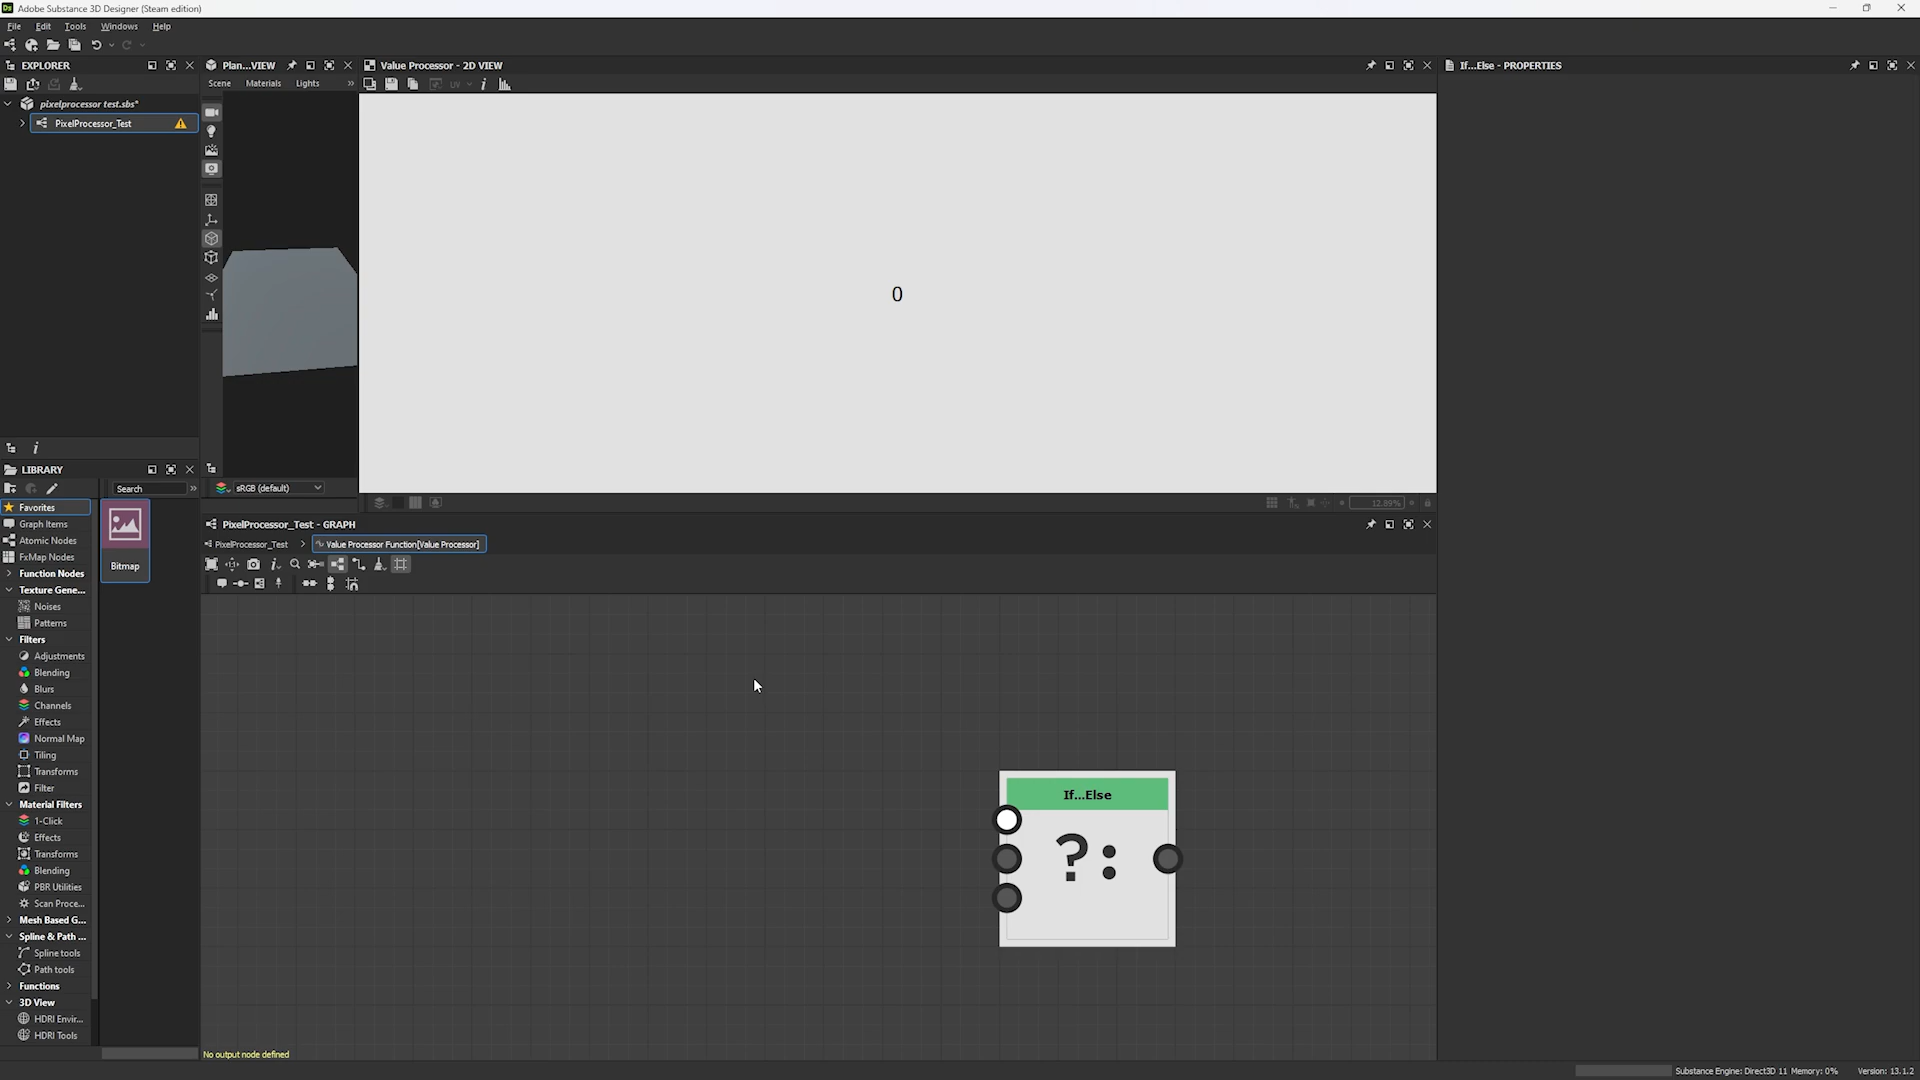 Adobe Substance 3D Designer (Steam edition)
File Edit Tools Windows Help
EXPLORER
pixelprocessor test.sbs*
PixelProcessor_Test
Plan...VIEW
Scene Materials Lights »
sRGB (default)
Value Processor - 2D VIEW
UV
0
12.89%
If...Else - PROPERTIES
LIBRARY
Search »
Favorites
Graph Items
Atomic Nodes
FxMap Nodes
Function Nodes
Texture Gene...
Noises
Patterns
Filters
Adjustments
Blending
Blurs
Channels
Effects
Normal Map
Tiling
Transforms
Filter
Material Filters
1-Click
Effects
Transforms
Blending
PBR Utilities
Scan Proce...
Mesh Based G...
Spline & Path ...
Spline tools
Path tools
Functions
3D View
HDRI Envir...
HDRI Tools
Bitmap
PixelProcessor_Test - GRAPH
PixelProcessor_Test > Value Processor Function[Value Processor]
If...Else
?:
No output node defined
Substance Engine: Direct3D 11 Memory: 0% Version: 13.1.2